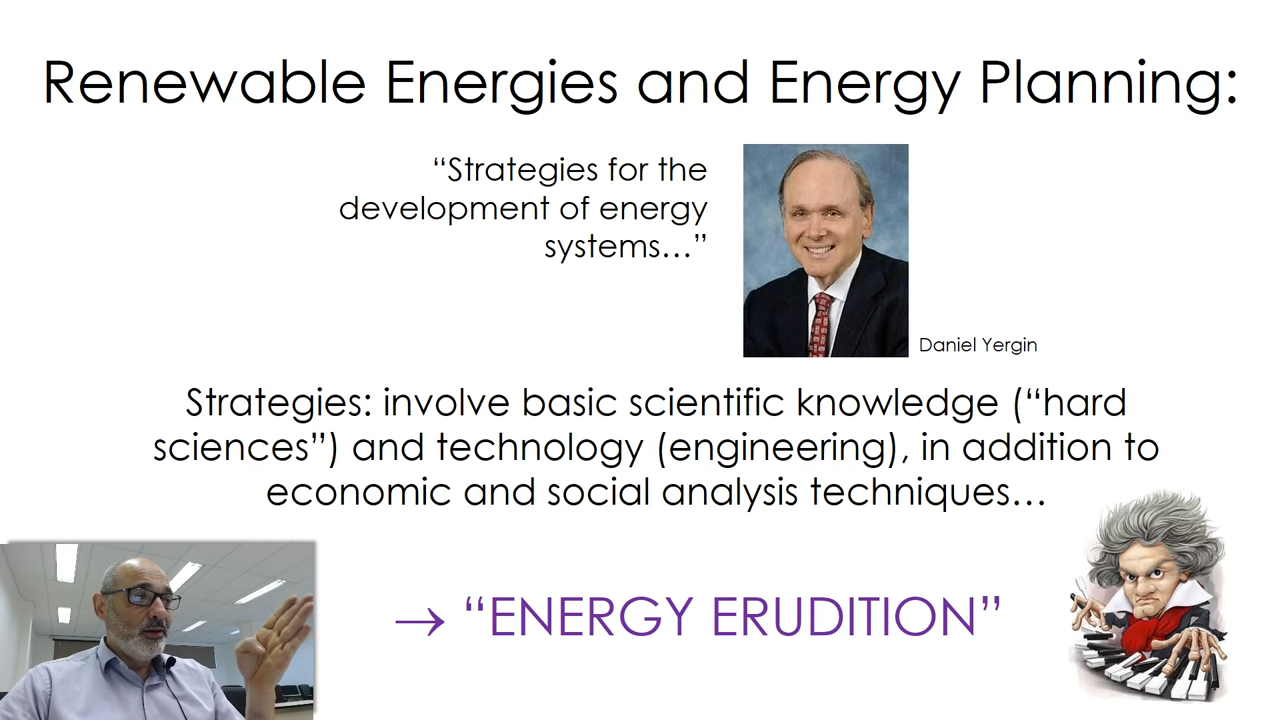 Renewable Energies and Energy Planning:
“Strategies for the
development of energy
systems…”
Daniel Yergin
Strategies: involve basic scientific knowledge (“hard
sciences”) and technology (engineering), in addition to
economic and social analysis techniques…
→ “ENERGY ERUDITION”